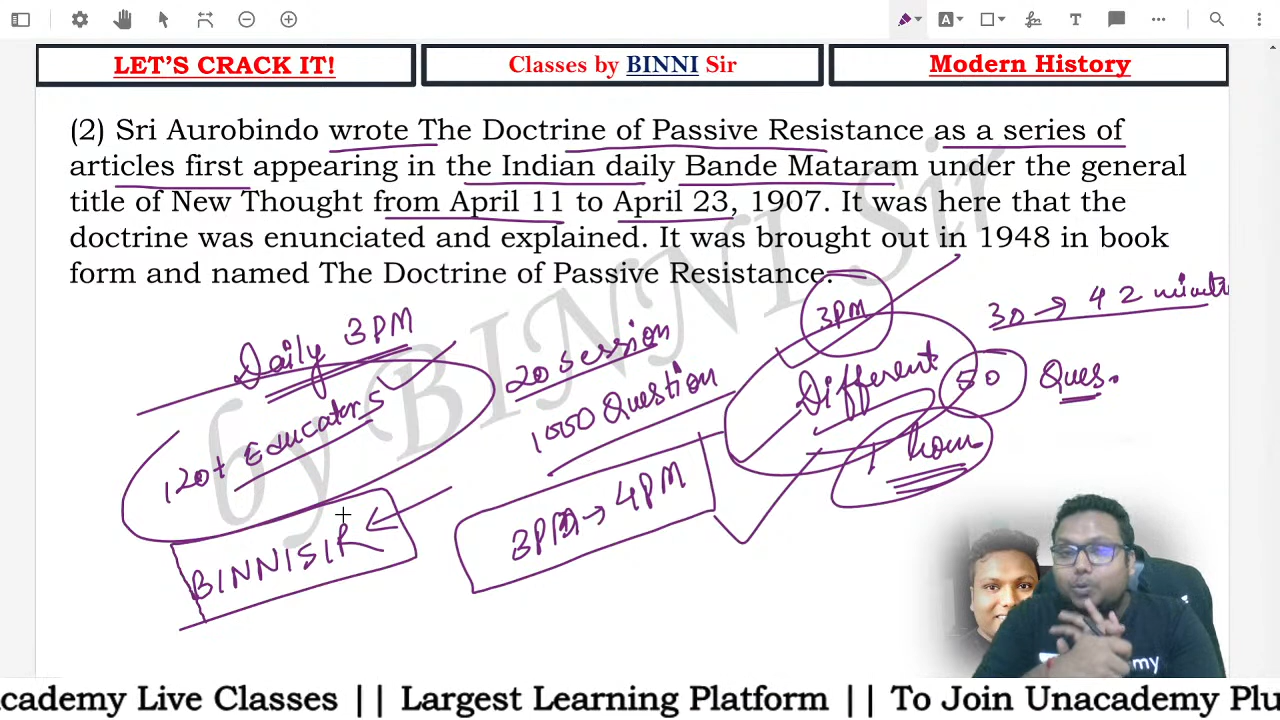 LET'S CRACK IT!
Classes by BINNI Sir
Modern History
(2) Sri Aurobindo wrote The Doctrine of Passive Resistance as a series of
articles first appearing in the Indian daily Bande Mataram under the general
title of New Thought from April 11 to April 23, 1907. It was here that the
doctrine was enunciated and explained. It was brought out in 1948 in book
form and named The Doctrine of Passive Resistance.
by BINNI Sir
Daily 3PM
120+ Educators
BINNISIR
20 Session
1000 Question
3PM → 4PM
3PM
Different
1 hour
30 → 42
50 Ques.
my
cademy Live Classes || Largest Learning Platform || To Join Unacademy Plu